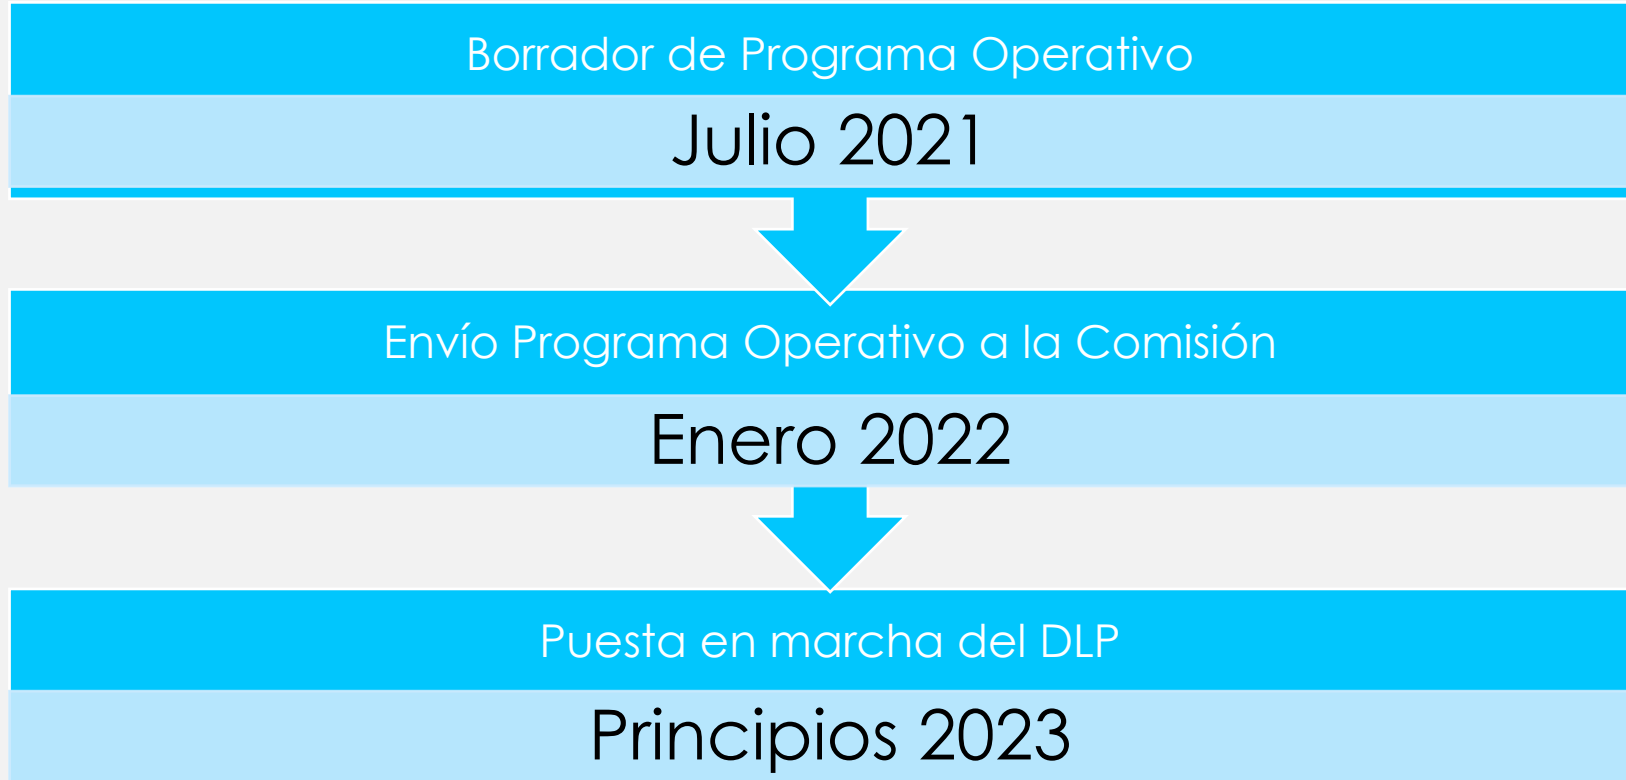 Borrador de Programa Operativo
Julio 2021
Envío Programa Operativo a la Comisión
Enero 2022
Puesta en marcha del DLP
Principios 2023